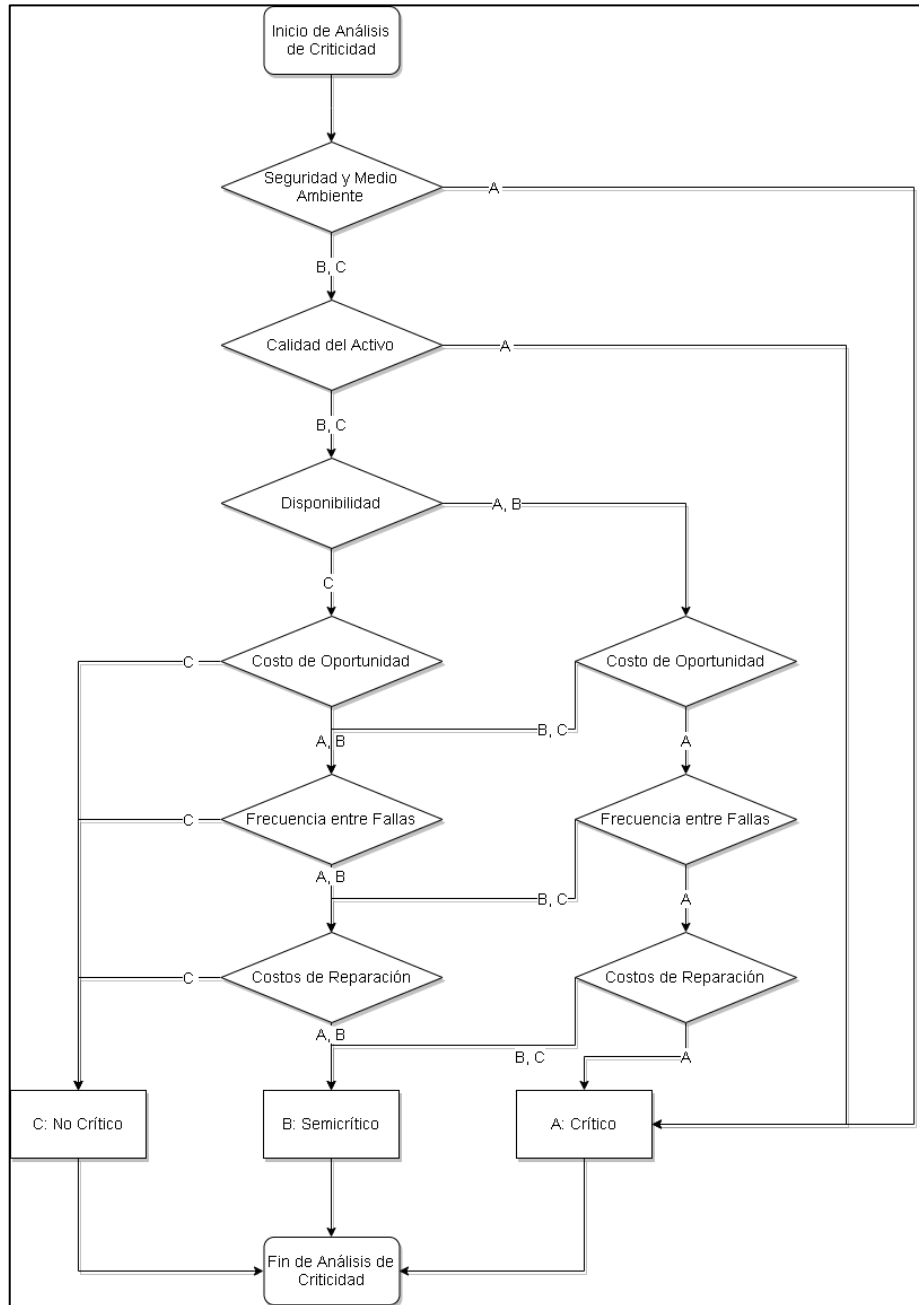 Inicio de Análisis
de Criticidad
Seguridad y Medio
Ambiente
A
B, C
Calidad del Activo
A
B, C
Disponibilidad
A, B
C
Costo de Oportunidad
C
Costo de Oportunidad
A, B
B, C
A
Frecuencia entre Fallas
C
Frecuencia entre Fallas
A, B
B, C
A
Costos de Reparación
C
Costos de Reparación
A, B
B, C
A
C: No Crítico
B: Semicrítico
A: Crítico
Fin de Análisis de
Criticidad